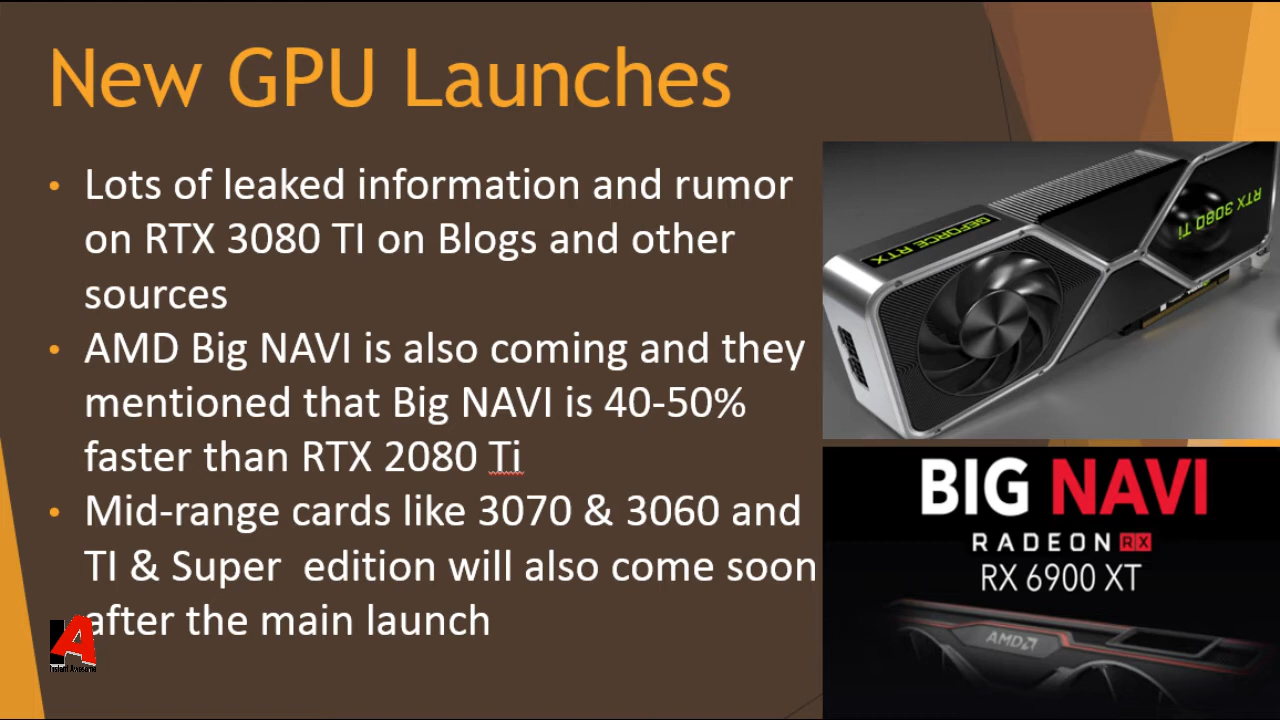 New GPU Launches
• Lots of leaked information and rumor
on RTX 3080 TI on Blogs and other
sources
• AMD Big NAVI is also coming and they
mentioned that Big NAVI is 40-50%
faster than RTX 2080 Ti
• Mid-range cards like 3070 & 3060 and
TI & Super edition will also come soon
after the main launch
GEFORCE RTX
RTX 3080 Ti
BIG NAVI
RADEON RX
RX 6900 XT
AMD
A
Instant Awesome